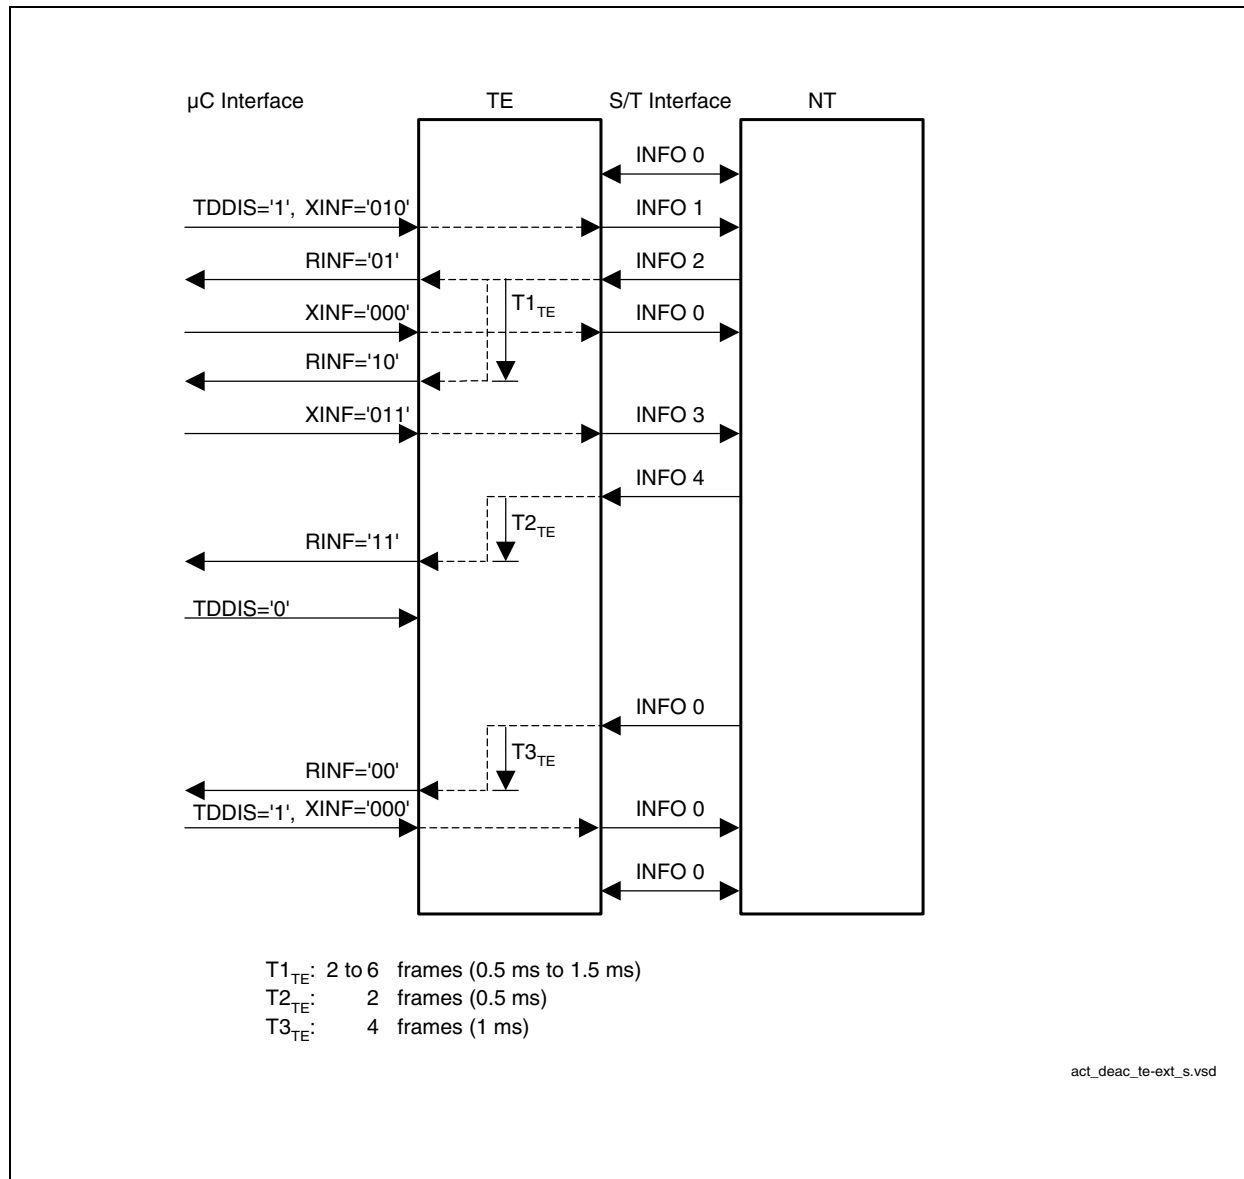 µC Interface TE S/T Interface NT
INFO 0
TDDIS='1', XINF='010' INFO 1
RINF='01' INFO 2
T1TE
XINF='000' INFO 0
RINF='10'
XINF='011' INFO 3
INFO 4
T2TE
RINF='11'
TDDIS='0'
INFO 0
T3TE
RINF='00'
TDDIS='1', XINF='000' INFO 0
INFO 0
T1TE: 2 to 6 frames (0.5 ms to 1.5 ms)
T2TE: 2 frames (0.5 ms)
T3TE: 4 frames (1 ms)
act_deac_te-ext_s.vsd